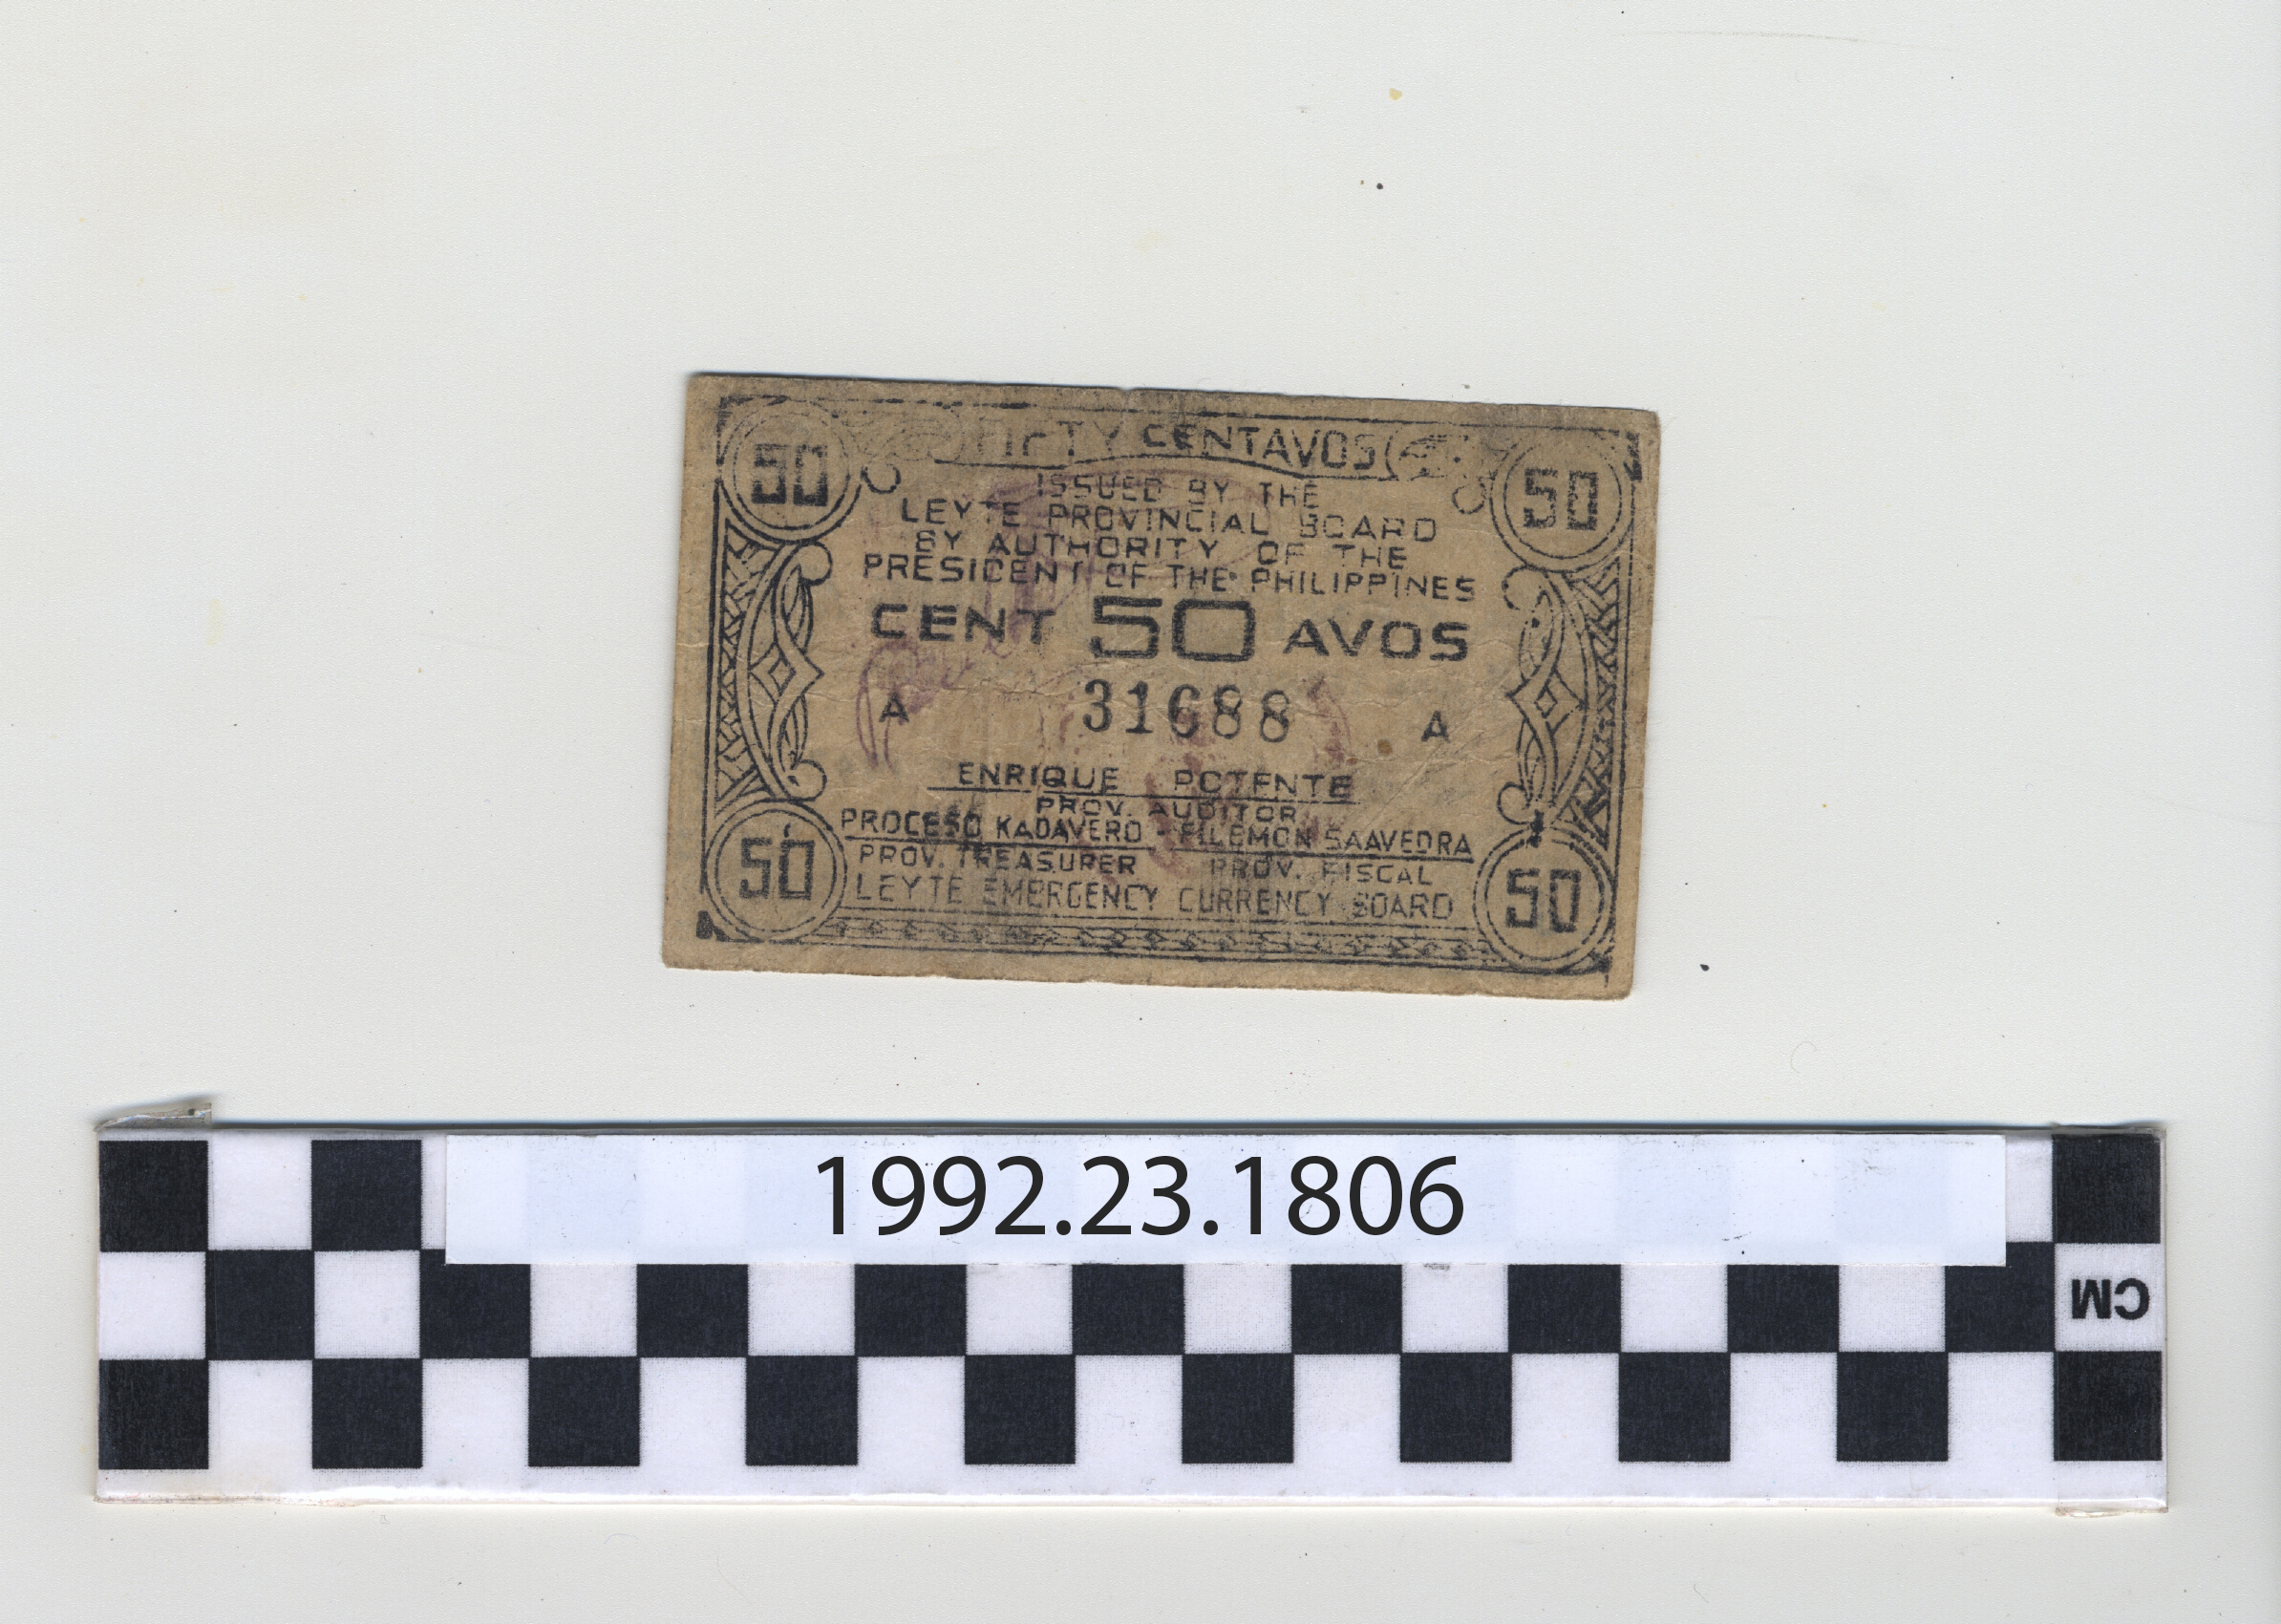 50 FIFTY CENTAVOS 50
ISSUED BY THE
LEYTE PROVINCIAL BOARD
BY AUTHORITY OF THE
PRESIDENT OF THE PHILIPPINES
CENT 50 AVOS
A 31688 A
ENRIQUE POTENTE
PROV. AUDITOR
PROCESO KADAVERO - FILEMON SAAVEDRA
PROV. TREASURER PROV. FISCAL
50 LEYTE EMERGENCY CURRENCY BOARD 50
1992.23.1806
CM